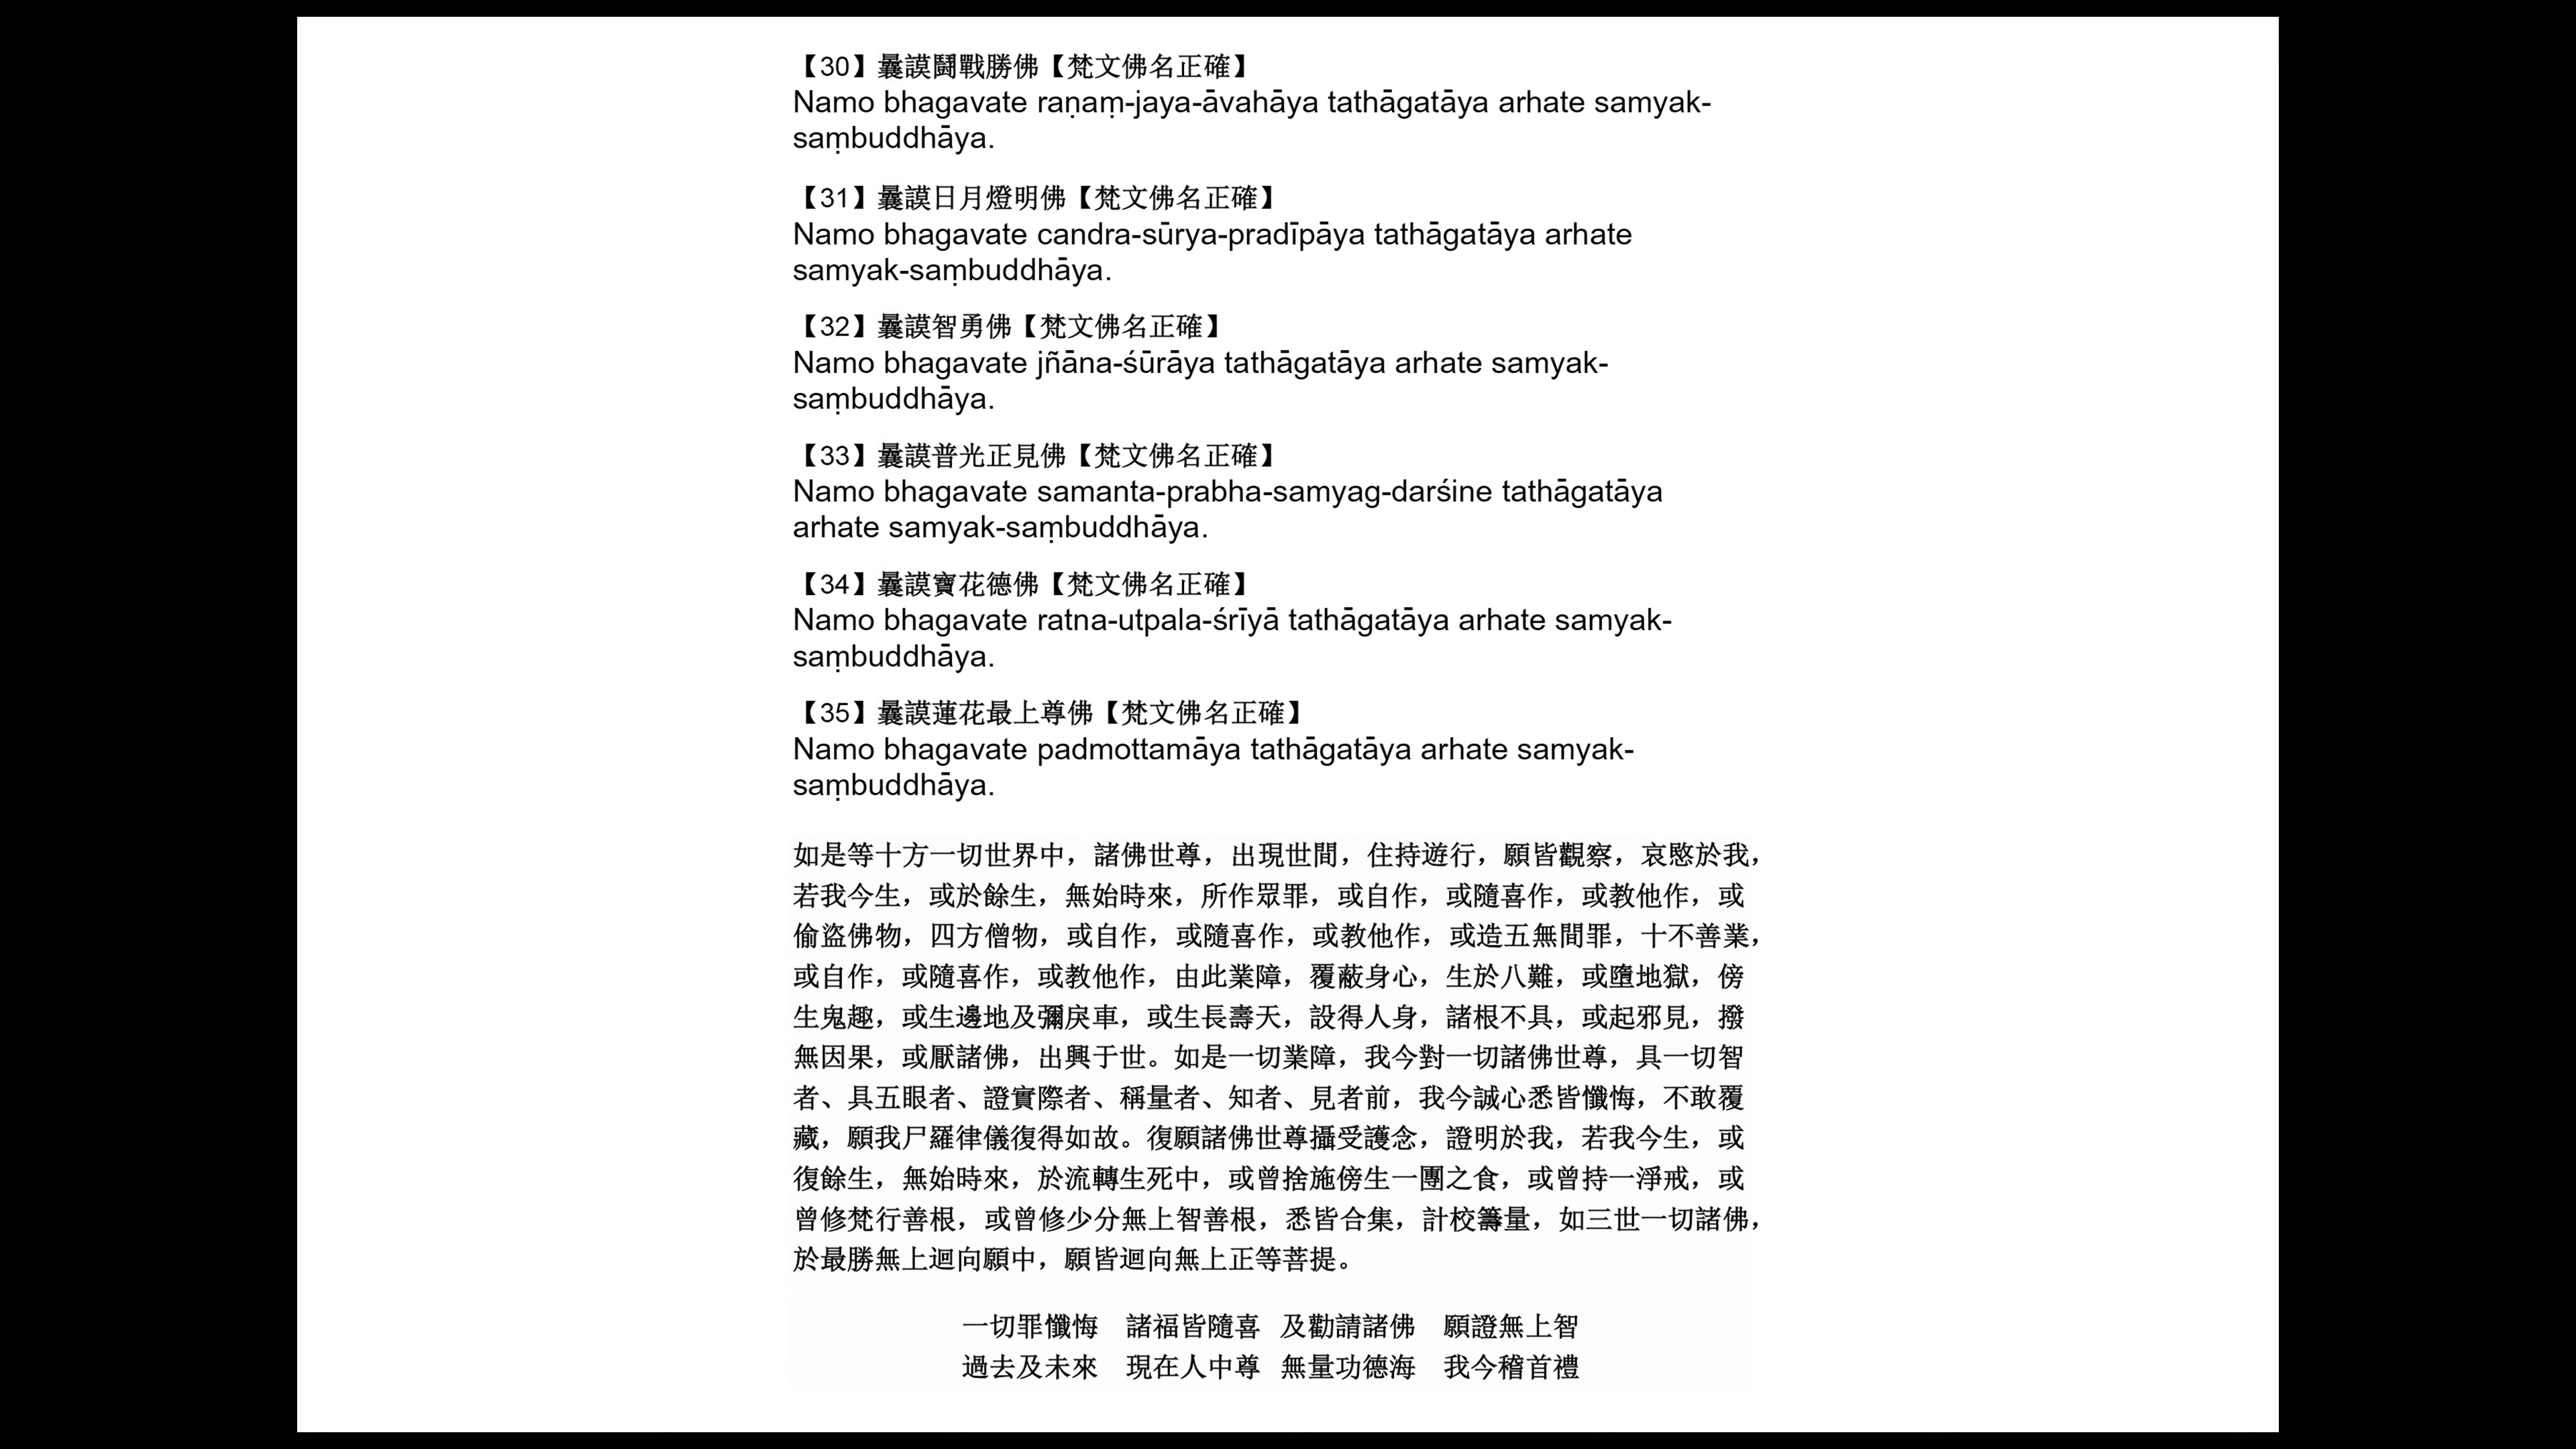 【30】曩謨鬪戰勝佛【梵文佛名正確】
Namo bhagavate raṇaṃ-jaya-āvahāya tathāgatāya arhate samyak-
saṃbuddhāya.
【31】曩謨日月燈明佛【梵文佛名正確】
Namo bhagavate candra-sūrya-pradīpāya tathāgatāya arhate
samyak-saṃbuddhāya.
【32】曩謨智勇佛【梵文佛名正確】
Namo bhagavate jñāna-śūrāya tathāgatāya arhate samyak-
saṃbuddhāya.
【33】曩謨普光正見佛【梵文佛名正確】
Namo bhagavate samanta-prabha-samyag-darśine tathāgatāya
arhate samyak-saṃbuddhāya.
【34】曩謨寶花德佛【梵文佛名正確】
Namo bhagavate ratna-utpala-śrīyā tathāgatāya arhate samyak-
saṃbuddhāya.
【35】曩謨蓮花最上尊佛【梵文佛名正確】
Namo bhagavate padmottamāya tathāgatāya arhate samyak-
saṃbuddhāya.
如是等十方一切世界中，諸佛世尊，出現世間，住持遊行，願皆觀察，哀愍於我，
若我今生，或於餘生，無始時來，所作眾罪，或自作，或隨喜作，或教他作，或
偷盜佛物，四方僧物，或自作，或隨喜作，或教他作，或造五無間罪，十不善業，
或自作，或隨喜作，或教他作，由此業障，覆蔽身心，生於八難，或墮地獄，傍
生鬼趣，或生邊地及彌戾車，或生長壽天，設得人身，諸根不具，或起邪見，撥
無因果，或厭諸佛，出興于世。如是一切業障，我今對一切諸佛世尊，具一切智
者、具五眼者、證實際者、稱量者、知者、見者前，我今誠心悉皆懺悔，不敢覆
藏，願我尸羅律儀復得如故。復願諸佛世尊攝受護念，證明於我，若我今生，或
復餘生，無始時來，於流轉生死中，或曾捨施傍生一團之食，或曾持一淨戒，或
曾修梵行善根，或曾修少分無上智善根，悉皆合集，計校籌量，如三世一切諸佛，
於最勝無上迴向願中，願皆迴向無上正等菩提。
一切罪懺悔　諸福皆隨喜　及勸請諸佛　願證無上智
過去及未來　現在人中尊　無量功德海　我今稽首禮